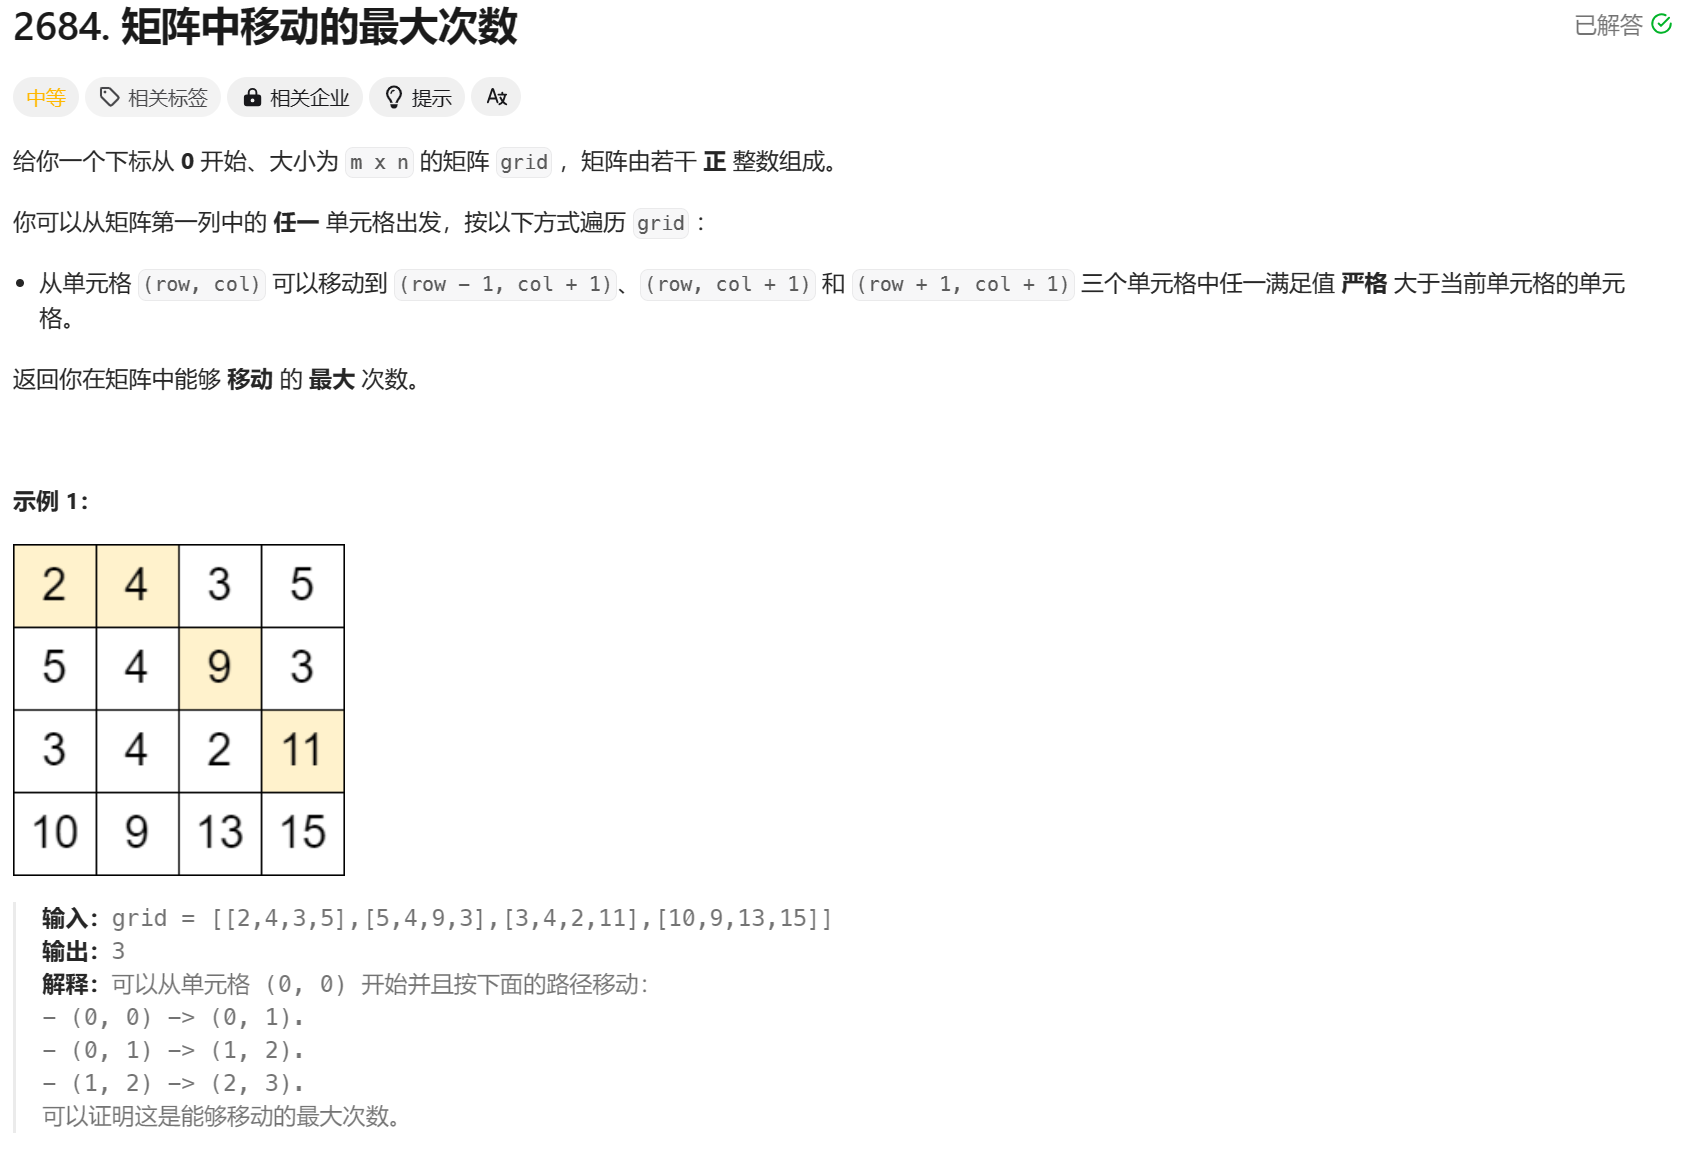 2684. 矩阵中移动的最大次数
已解答
中等 相关标签 相关企业 提示 A文
给你一个下标从 0 开始、大小为 m x n 的矩阵 grid ，矩阵由若干 正 整数组成。
你可以从矩阵第一列中的 任一 单元格出发，按以下方式遍历 grid ：
• 从单元格 (row, col) 可以移动到 (row - 1, col + 1)、(row, col + 1) 和 (row + 1, col + 1) 三个单元格中任一满足值 严格 大于当前单元格的单元
格。
返回你在矩阵中能够 移动 的 最大 次数。
示例 1：
2 4 3 5
5 4 9 3
3 4 2 11
10 9 13 15
输入：grid = [[2,4,3,5],[5,4,9,3],[3,4,2,11],[10,9,13,15]]
输出：3
解释：可以从单元格 (0, 0) 开始并且按下面的路径移动：
- (0, 0) -> (0, 1).
- (0, 1) -> (1, 2).
- (1, 2) -> (2, 3).
可以证明这是能够移动的最大次数。